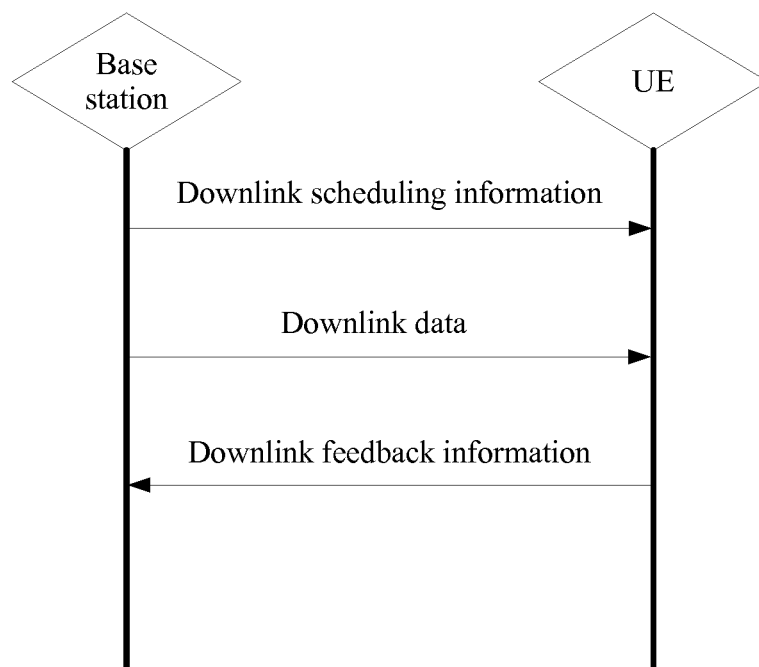 Base
station
UE
Downlink scheduling information
Downlink data
Downlink feedback information